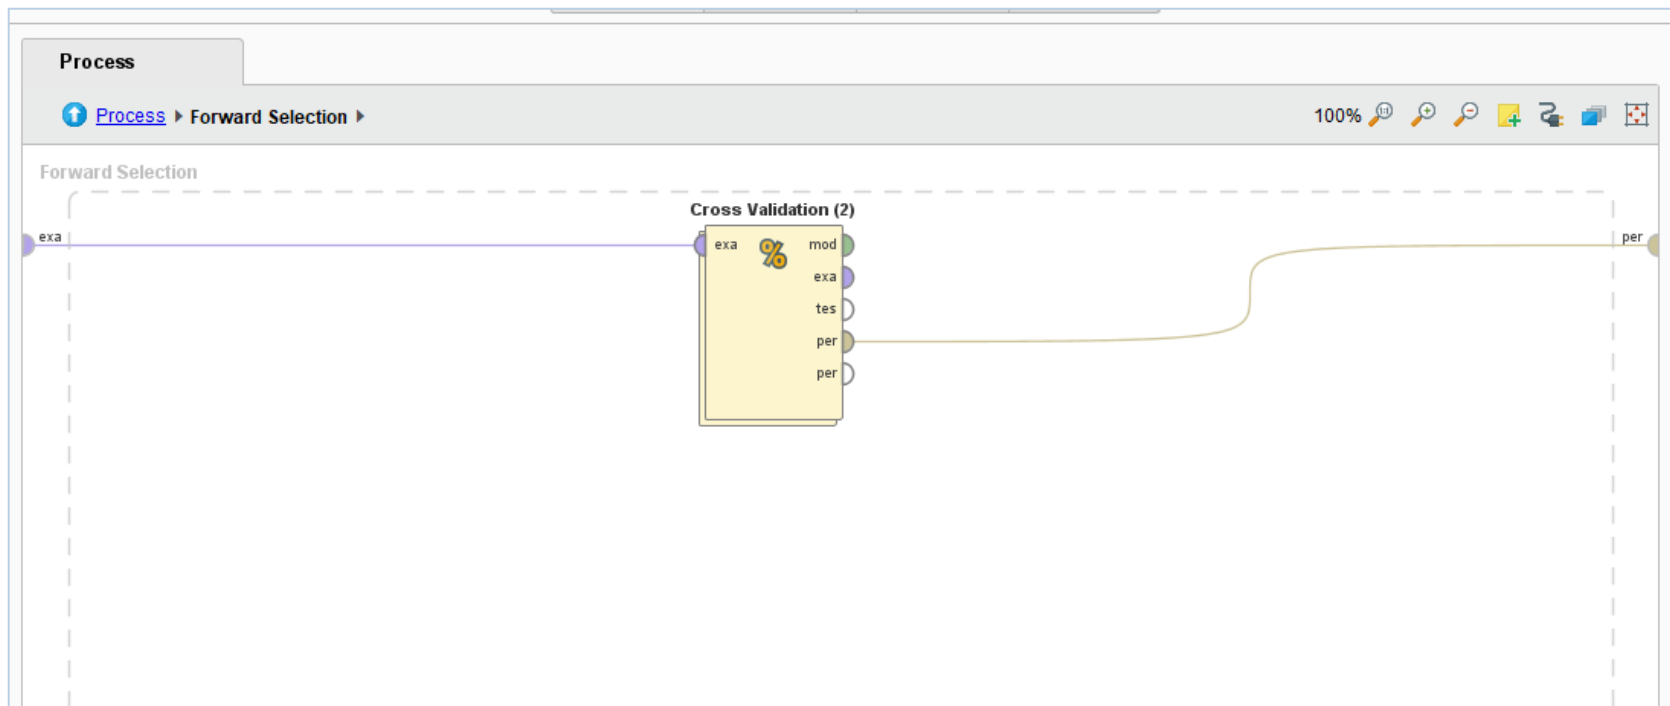 Process
Process Forward Selection
100%
Forward Selection
Cross Validation (2)
exa
exa
mod
per
exa
tes
per
per